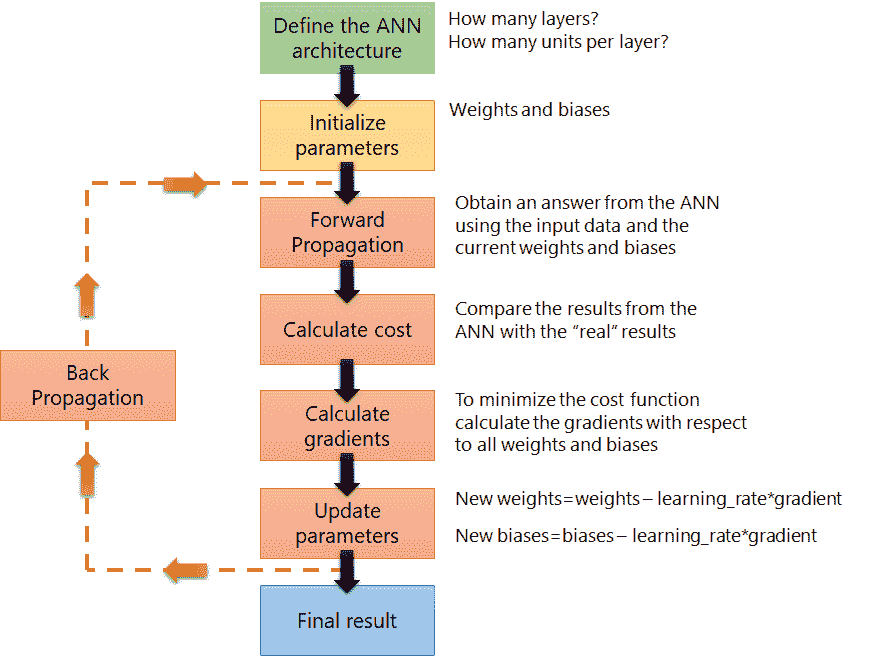 Define the ANN
architecture
How many layers?
How many units per layer?
Initialize
parameters
Weights and biases
Forward
Propagation
Obtain an answer from the ANN
using the input data and the
current weights and biases
Calculate cost
Compare the results from the
ANN with the “real“ results
Back
Propagation
Calculate
gradients
To minimize the cost function
calculate the gradients with respect
to all weights and biases
Update
parameters
New weights=weights – learning_rate*gradient
New biases=biases – learning_rate*gradient
Final result